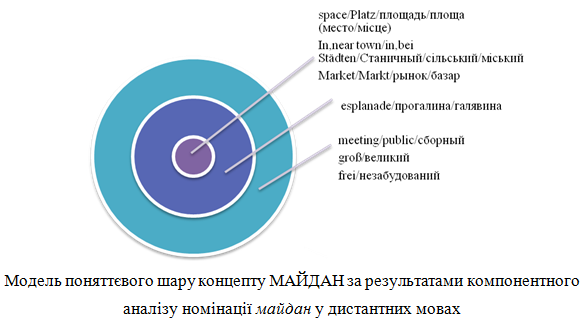 space/Platz/площадь/площа
(место/місце)
In,near town/in,bei
Städten/Станичный/сільський/міський
Market/Markt/рынок/базар
esplanade/прогалина/галявина
meeting/public/сборный
groß/великий
frei/незабудований
Модель поняттєвого шару концепту МАЙДАН за результатами компонентного
аналізу номінації майдан у дистантних мовах